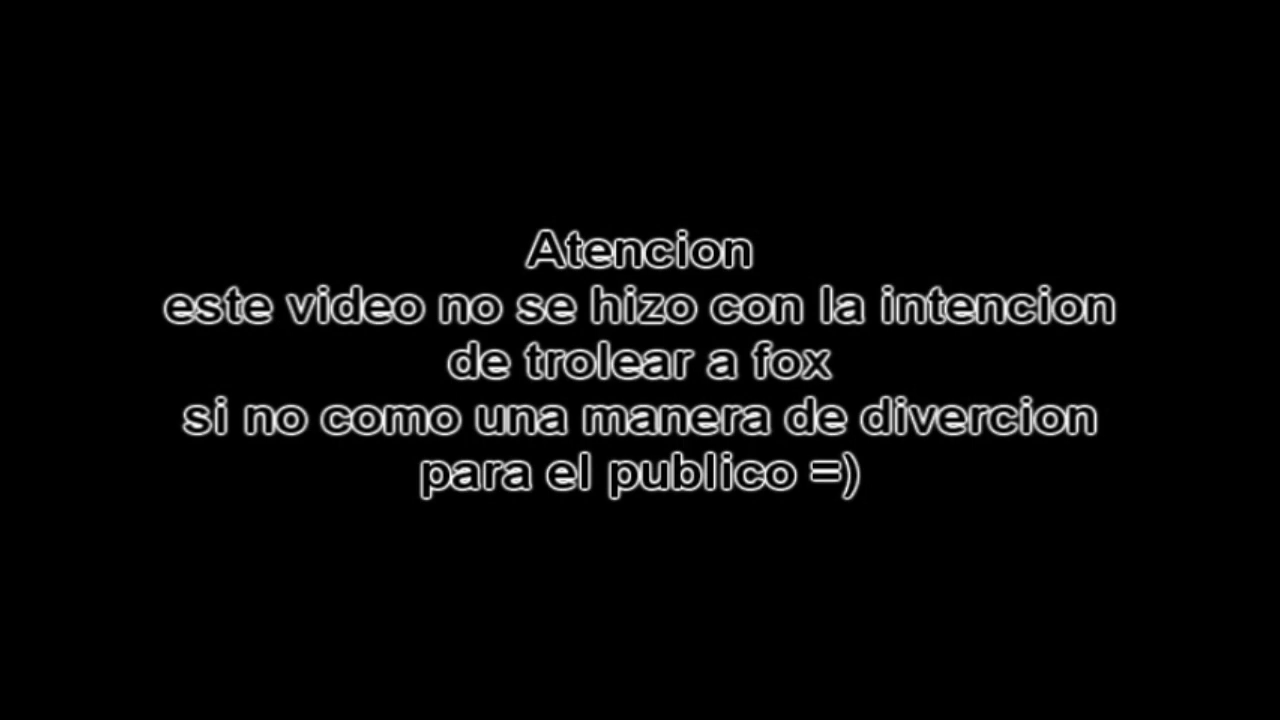 Atencion
este video no se hizo con la intencion
de trolear a fox
si no como una manera de divercion
para el publico =)